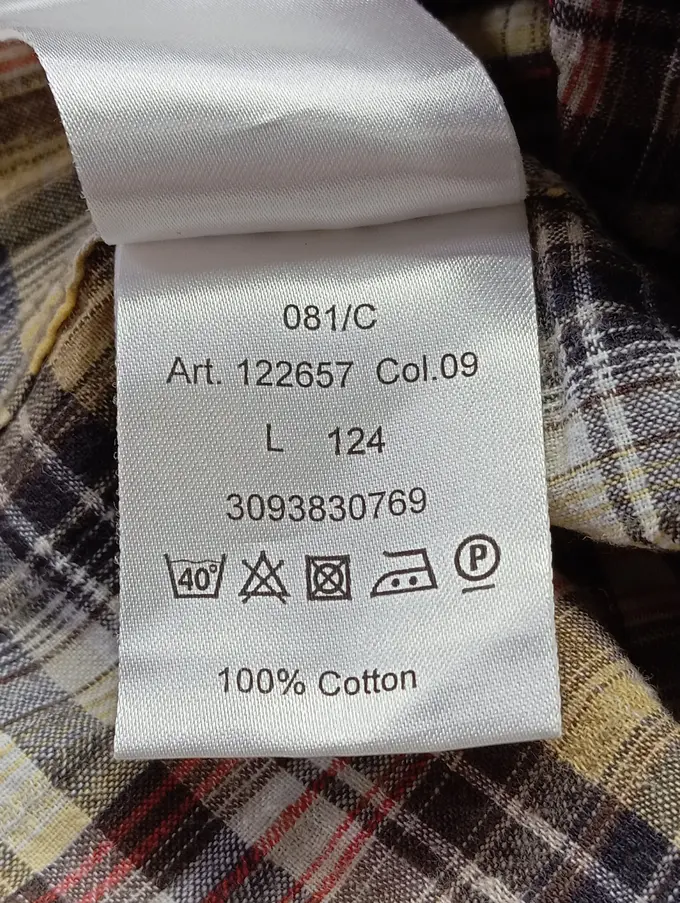 081/C
Art. 122657 Col.09
L 124
3093830769
40° P
100% Cotton